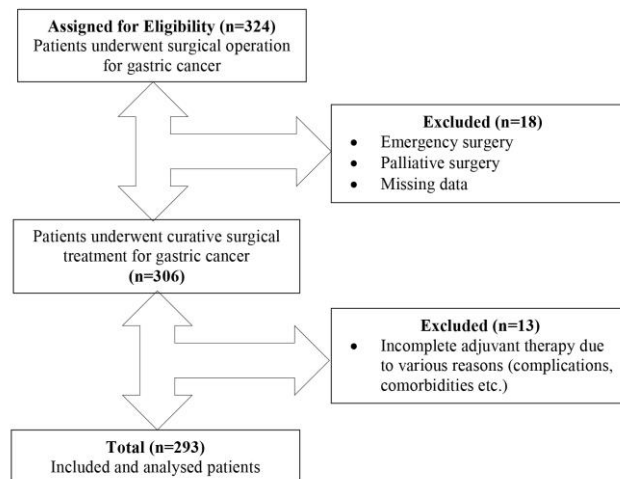 Assigned for Eligibility (n=324)
Patients underwent surgical operation
for gastric cancer
Excluded (n=18)
• Emergency surgery
• Palliative surgery
• Missing data
Patients underwent curative surgical
treatment for gastric cancer
(n=306)
Excluded (n=13)
• Incomplete adjuvant therapy due
to various reasons (complications,
comorbidities etc.)
Total (n=293)
Included and analysed patients